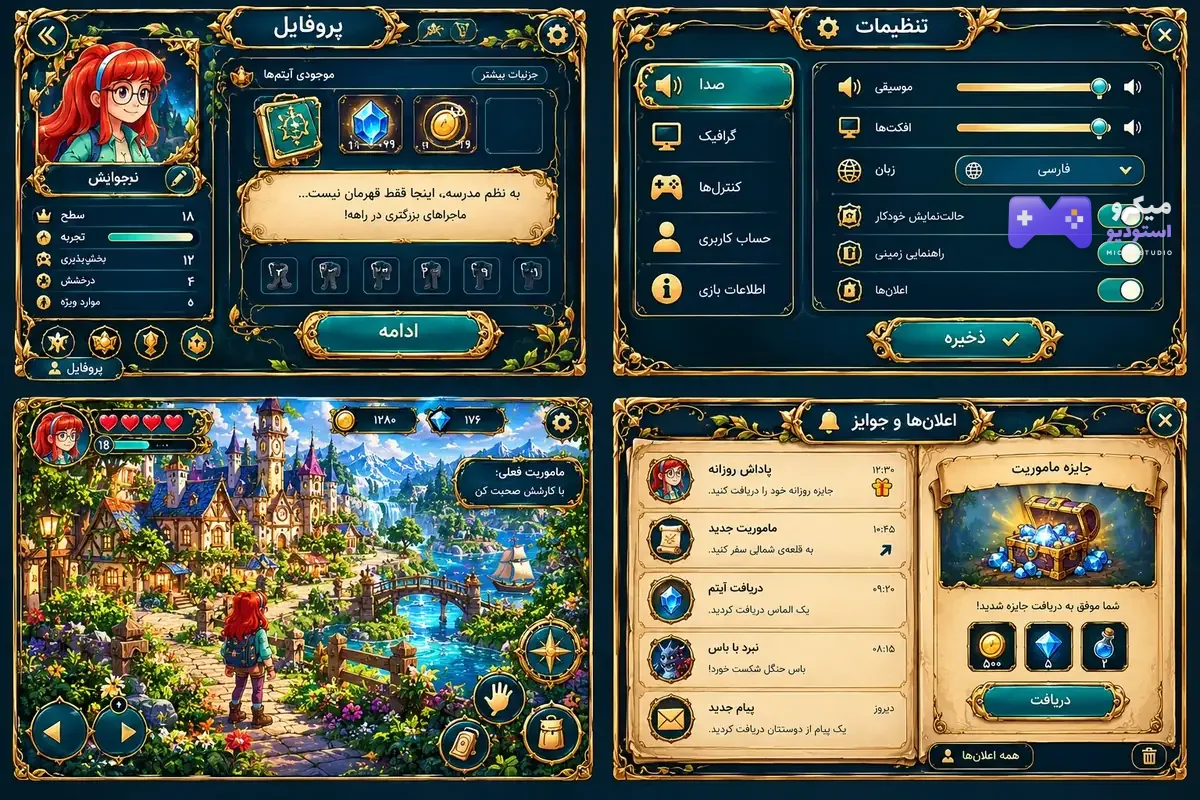 پروفایل
موجودی آیتم‌ها
جزئیات بیشتر
به نظم مدرسه،، اینجا فقط قهرمان نیست...
ماجراهای بزرگتری در راهه!
سطح ۱۸
تجربه
بخش‌پذیری ۱۲
درخشش ۴
موارد ویژه ۵
ادامه
پروفایل
تنظیمات
صدا
گرافیک
کنترل‌ها
حساب کاربری
اطلاعات بازی
موسیقی
افکت‌ها
زبان
فارسی
حالت‌نمایش خودکار
راهنمایی زمینی
اعلان‌ها
ذخیره
میکرو
استودیو
18
۱۲۸۰
۱۷۶
ماموریت فعلی:
با کارشش صحبت کن
اعلان‌ها و جوایز
پاداش روزانه ۱۲:۳۰
جایزه روزانه خود را دریافت کنید.
ماموریت جدید ۱۰:۴۵
به قلعه‌ی شمالی سفر کنید.
دریافت آیتم ۰۹:۲۰
یک الماس دریافت کردید.
نبرد با باس ۰۸:۱۵
باس جنگل شکست خورد!
پیام جدید دیروز
یک پیام از دوستتان دریافت کردید.
جایزه ماموریت
شما موفق به دریافت جایزه شدید!
۵۰۰ ۵ ۲
دریافت
همه اعلان‌ها